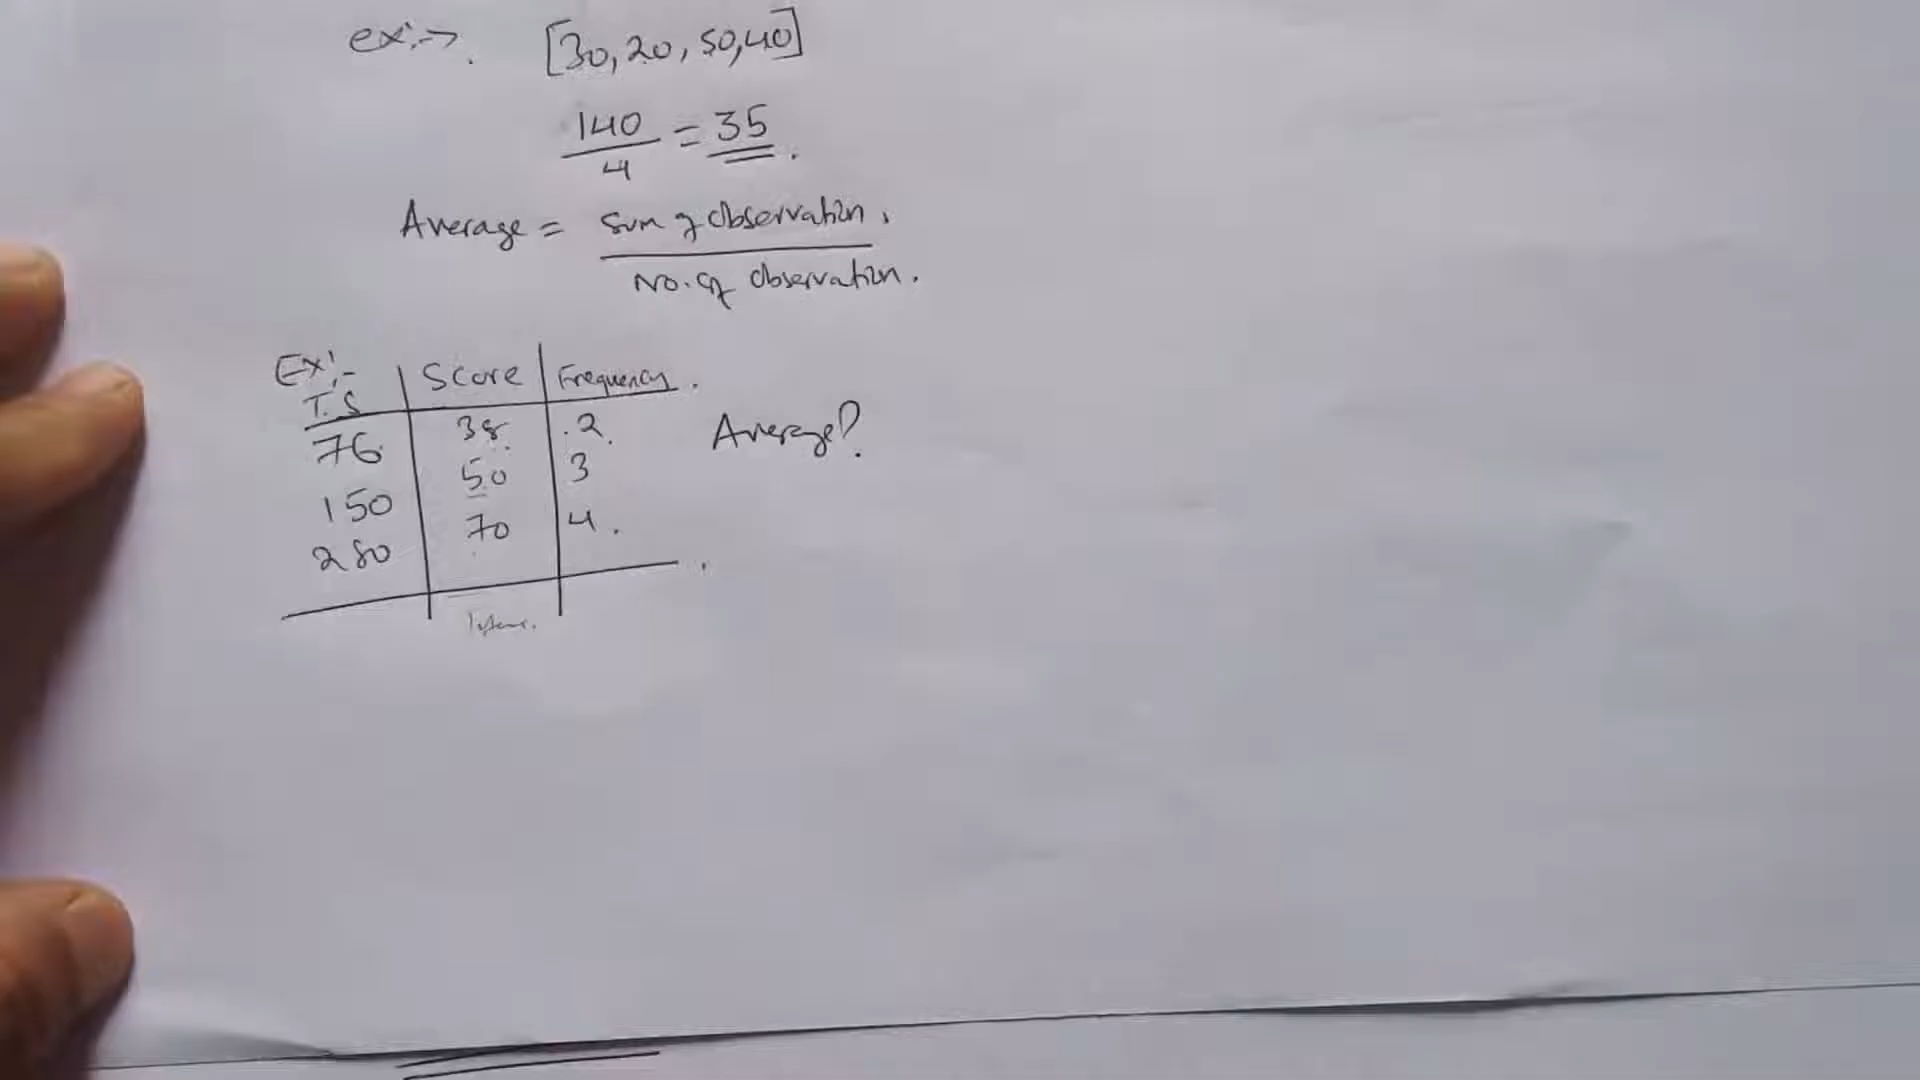 ex:→. [30, 20, 50, 40]
140/4 = 35.
Average = Sum of Observation.
No. of Observation.
Ex:-
T.S Score Frequency.
76 38 2
150 50 3
280 70 4.
Average?